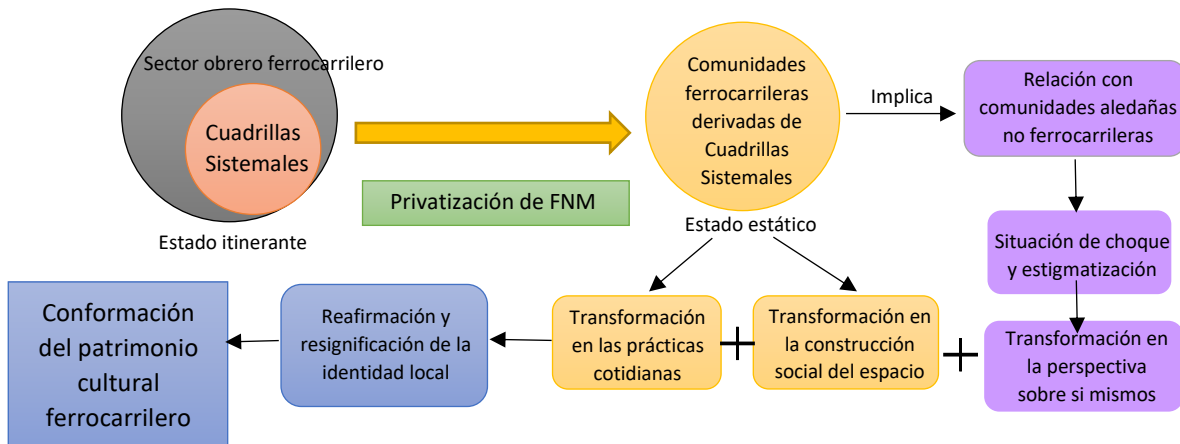 Sector obrero ferrocarrilero
Cuadrillas
Sistemales
Estado itinerante
Privatización de FNM
Comunidades
ferrocarrileras
derivadas de
Cuadrillas
Sistemales
Estado estático
Implica
Relación con
comunidades aledañas
no ferrocarrileras
Situación de choque
y estigmatización
Transformación en
la perspectiva
sobre si mismos
Transformación en
la construcción
social del espacio
Transformación
en las prácticas
cotidianas
Reafirmación y
resignificación de la
identidad local
Conformación
del patrimonio
cultural
ferrocarrilero